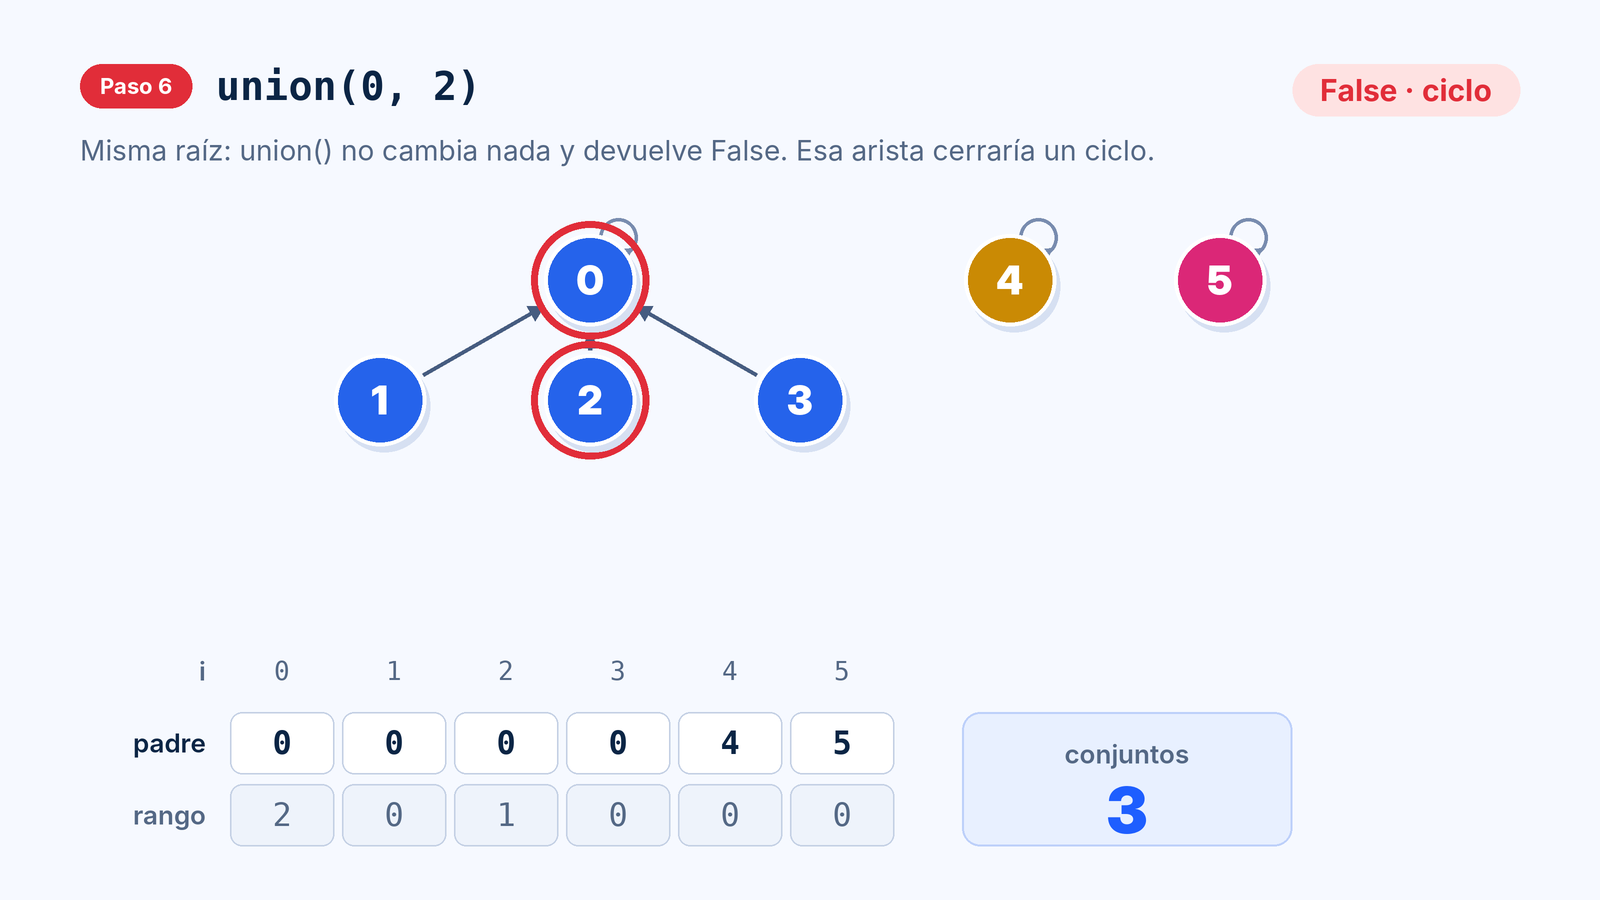 Paso 6 union(0, 2) False · ciclo
Misma raíz: union() no cambia nada y devuelve False. Esa arista cerraría un ciclo.
0 4 5
1 2 3
i 0 1 2 3 4 5
padre 0 0 0 0 4 5
rango 2 0 1 0 0 0
conjuntos
3